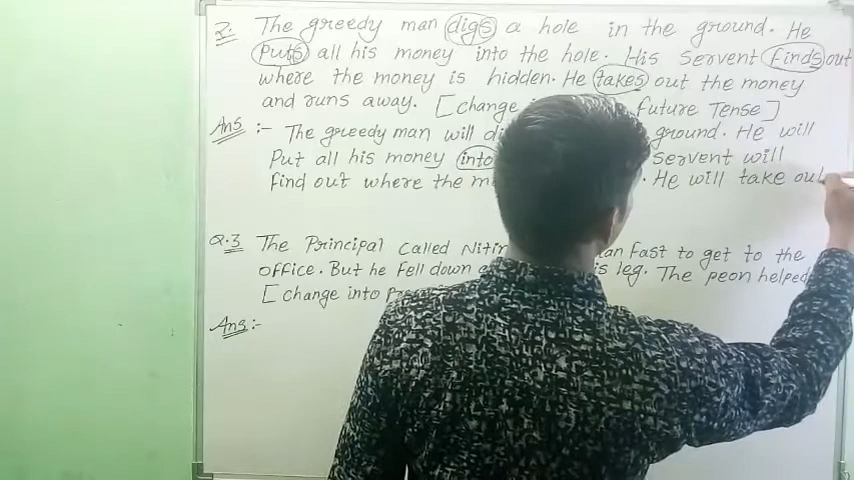 Q. The greedy man digs a hole in the ground. He
Puts all his money into the hole. His Servent finds out
where the money is hidden. He takes out the money
and runs away. [change future Tense]
Ans :- The greedy man will ground. He will
Put all his money into servent will
find out where the He will take out
Q.3 The Principal called Nitin fast to get to the
office. But he fell down leg. The peon helped
[change into
Ans:-